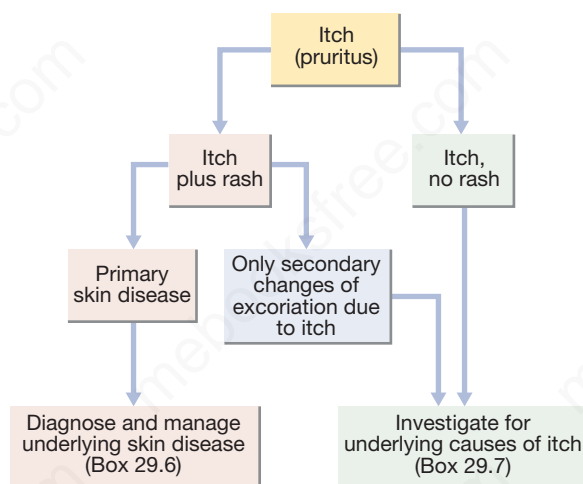 Itch
(pruritus)
Itch
plus rash
Itch,
no rash
Primary
skin disease
Only secondary
changes of
excoriation due
to itch
Diagnose and manage
underlying skin disease
(Box 29.6)
Investigate for
underlying causes of itch
(Box 29.7)